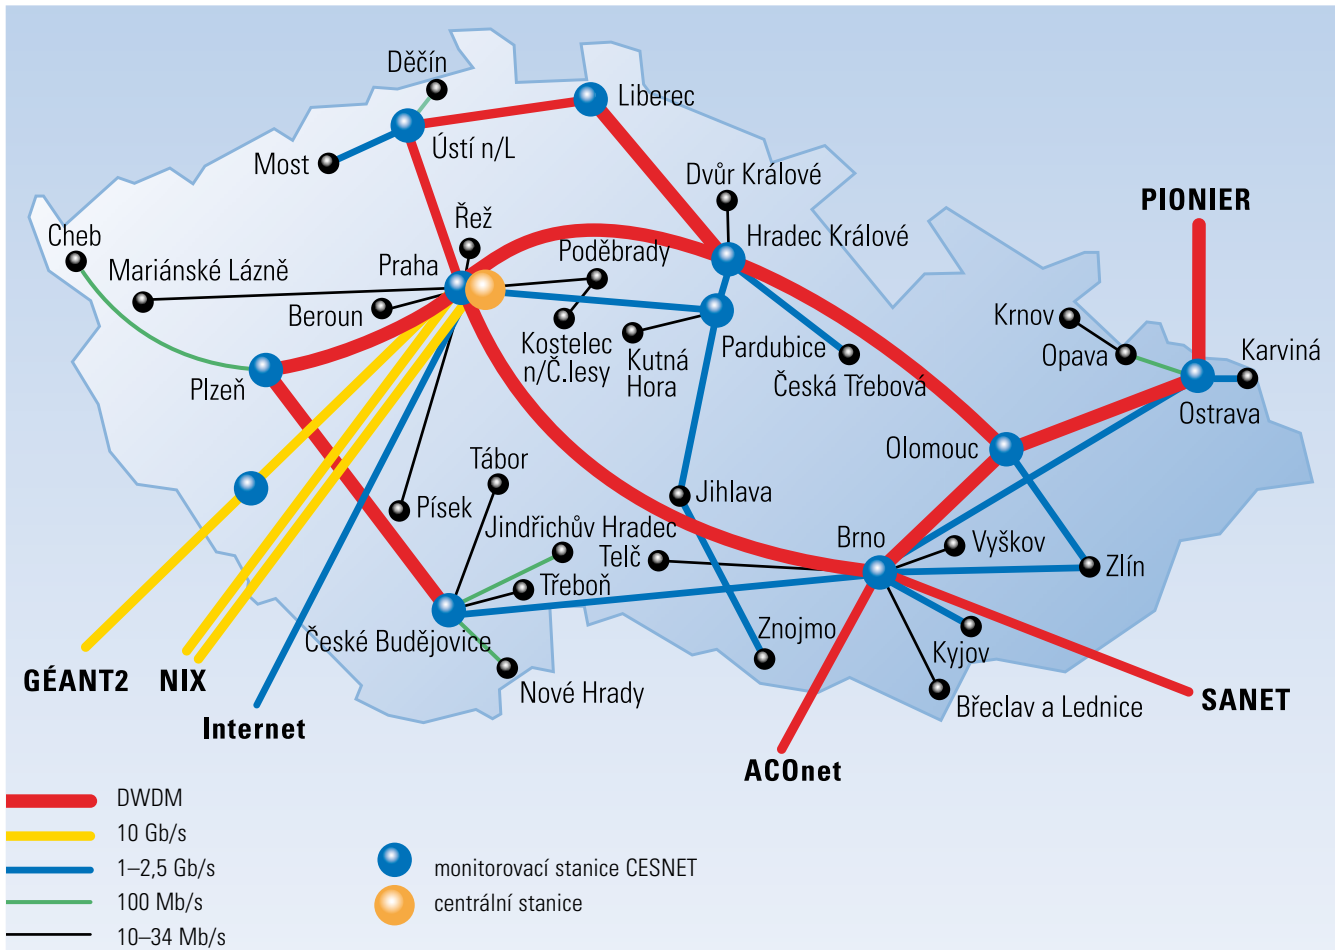 Děčín
Liberec
Ústí n/L
Most
Dvůr Králové
PIONIER
Řež
Cheb
Hradec Králové
Poděbrady
Praha
Mariánské Lázně
Beroun
Krnov
Kostelec
n/Č.lesy
Kutná
Hora
Pardubice
Opava
Karviná
Plzeň
Česká Třebová
Ostrava
Olomouc
Tábor
Jihlava
Písek
Jindřichův Hradec
Brno
Vyškov
Telč
Zlín
Třeboň
České Budějovice
Znojmo
Kyjov
GÉANT2
NIX
Nové Hrady
Břeclav a Lednice
SANET
Internet
ACOnet
DWDM
10 Gb/s
1–2,5 Gb/s
100 Mb/s
10–34 Mb/s
monitorovací stanice CESNET
centrální stanice